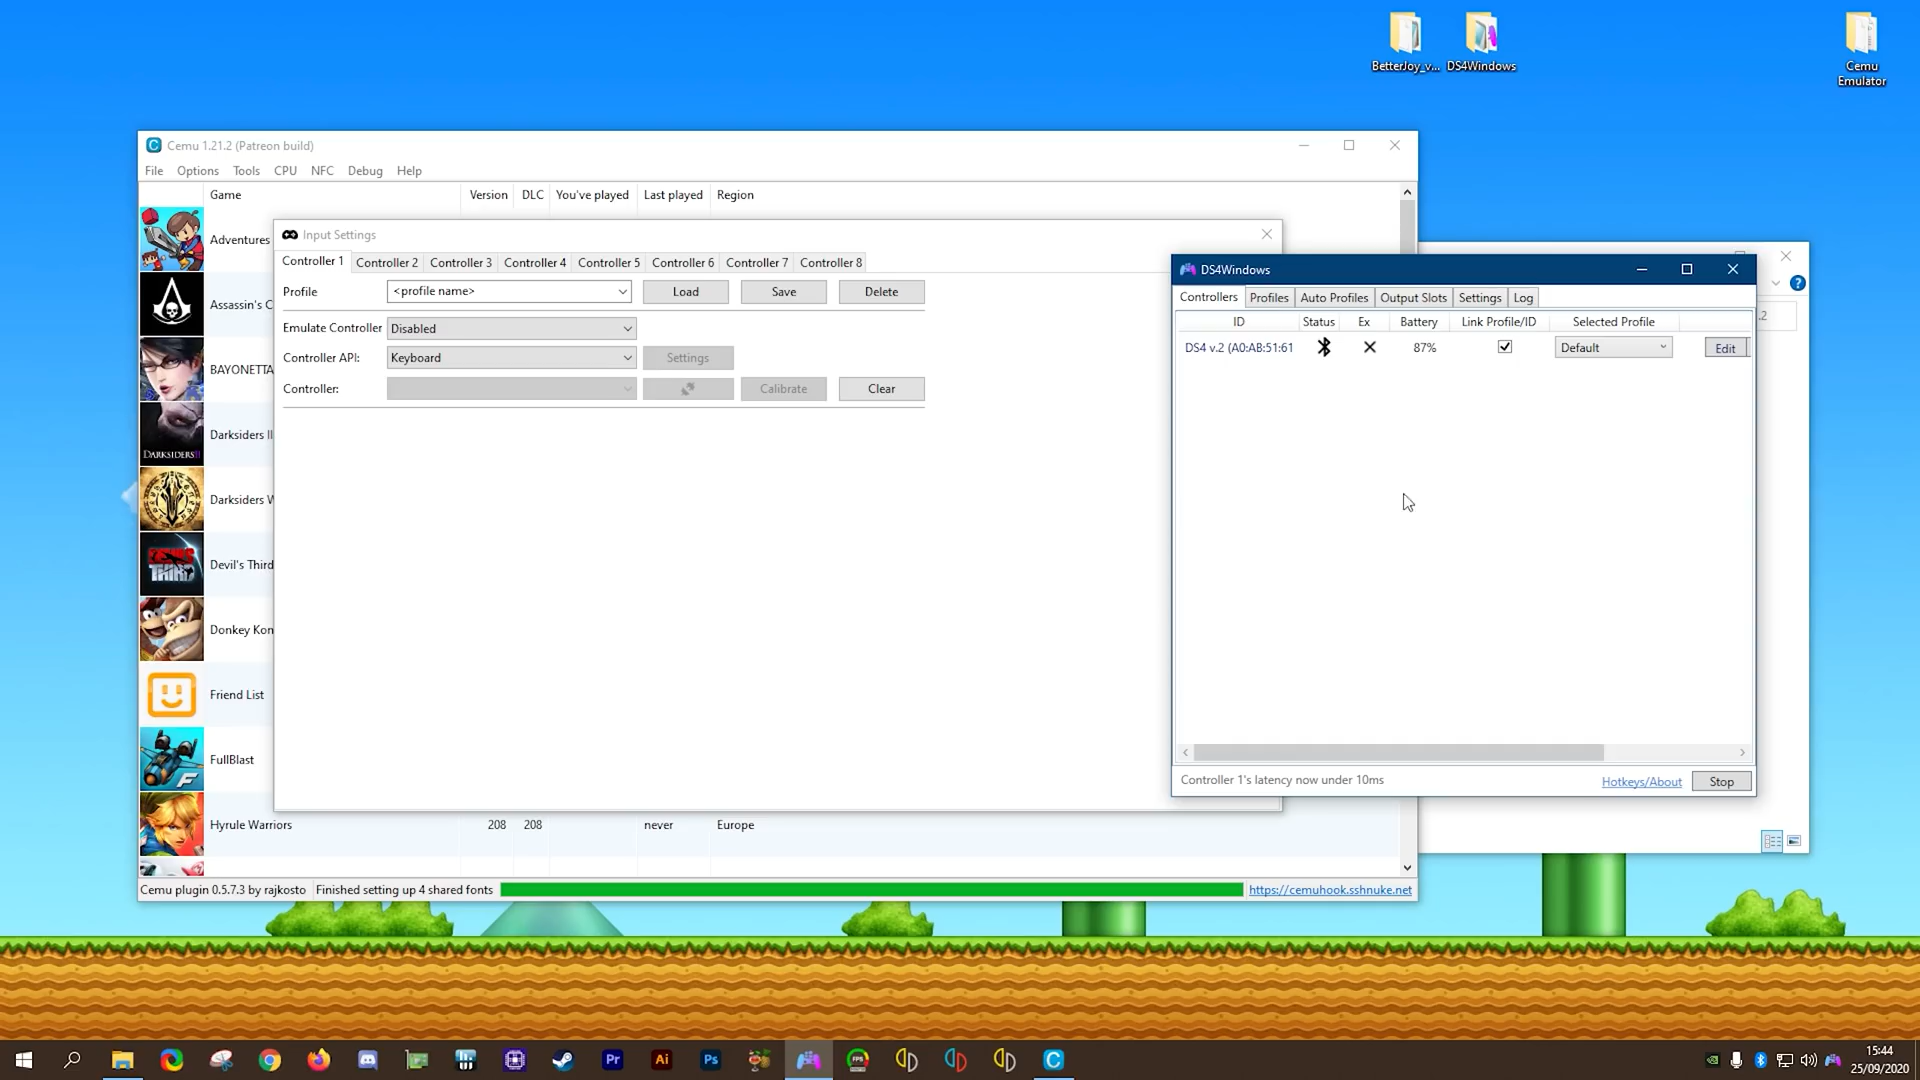 BetterJoy_v...
DS4Windows
Cemu
Emulator
Cemu 1.21.2 (Patreon build)
File Options Tools CPU NFC Debug Help
Game Version DLC You've played Last played Region
Adventures
Assassin's C
BAYONETTA
Darksiders II
DARKSIDERS II
Darksiders W
Devil's Third
Donkey Kon
Friend List
FullBlast
Hyrule Warriors 208 208 never Europe
Cemu plugin 0.5.7.3 by rajkosto Finished setting up 4 shared fonts https://cemuhook.sshnuke.net
Input Settings
Controller 1 Controller 2 Controller 3 Controller 4 Controller 5 Controller 6 Controller 7 Controller 8
Profile <profile name> Load Save Delete
Emulate Controller Disabled
Controller API: Keyboard Settings
Controller: Calibrate Clear
DS4Windows
Controllers Profiles Auto Profiles Output Slots Settings Log
ID Status Ex Battery Link Profile/ID Selected Profile
DS4 v.2 (A0:AB:51:61 87% Default Edit
Controller 1's latency now under 10ms Hotkeys/About Stop
.2
Pr Ai Ps FPS
15:44
25/09/2020